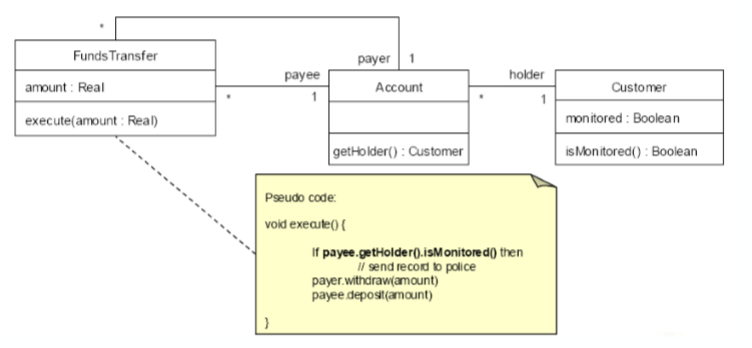 *
FundsTransfer
amount : Real
execute(amount : Real)
payer 1
payee
* 1
Account
getHolder() : Customer
holder
* 1
Customer
monitored : Boolean
isMonitored() : Boolean
Pseudo code:
void execute() {
If payee.getHolder().isMonitored() then
// send record to police
payer.withdraw(amount)
payee.deposit(amount)
}